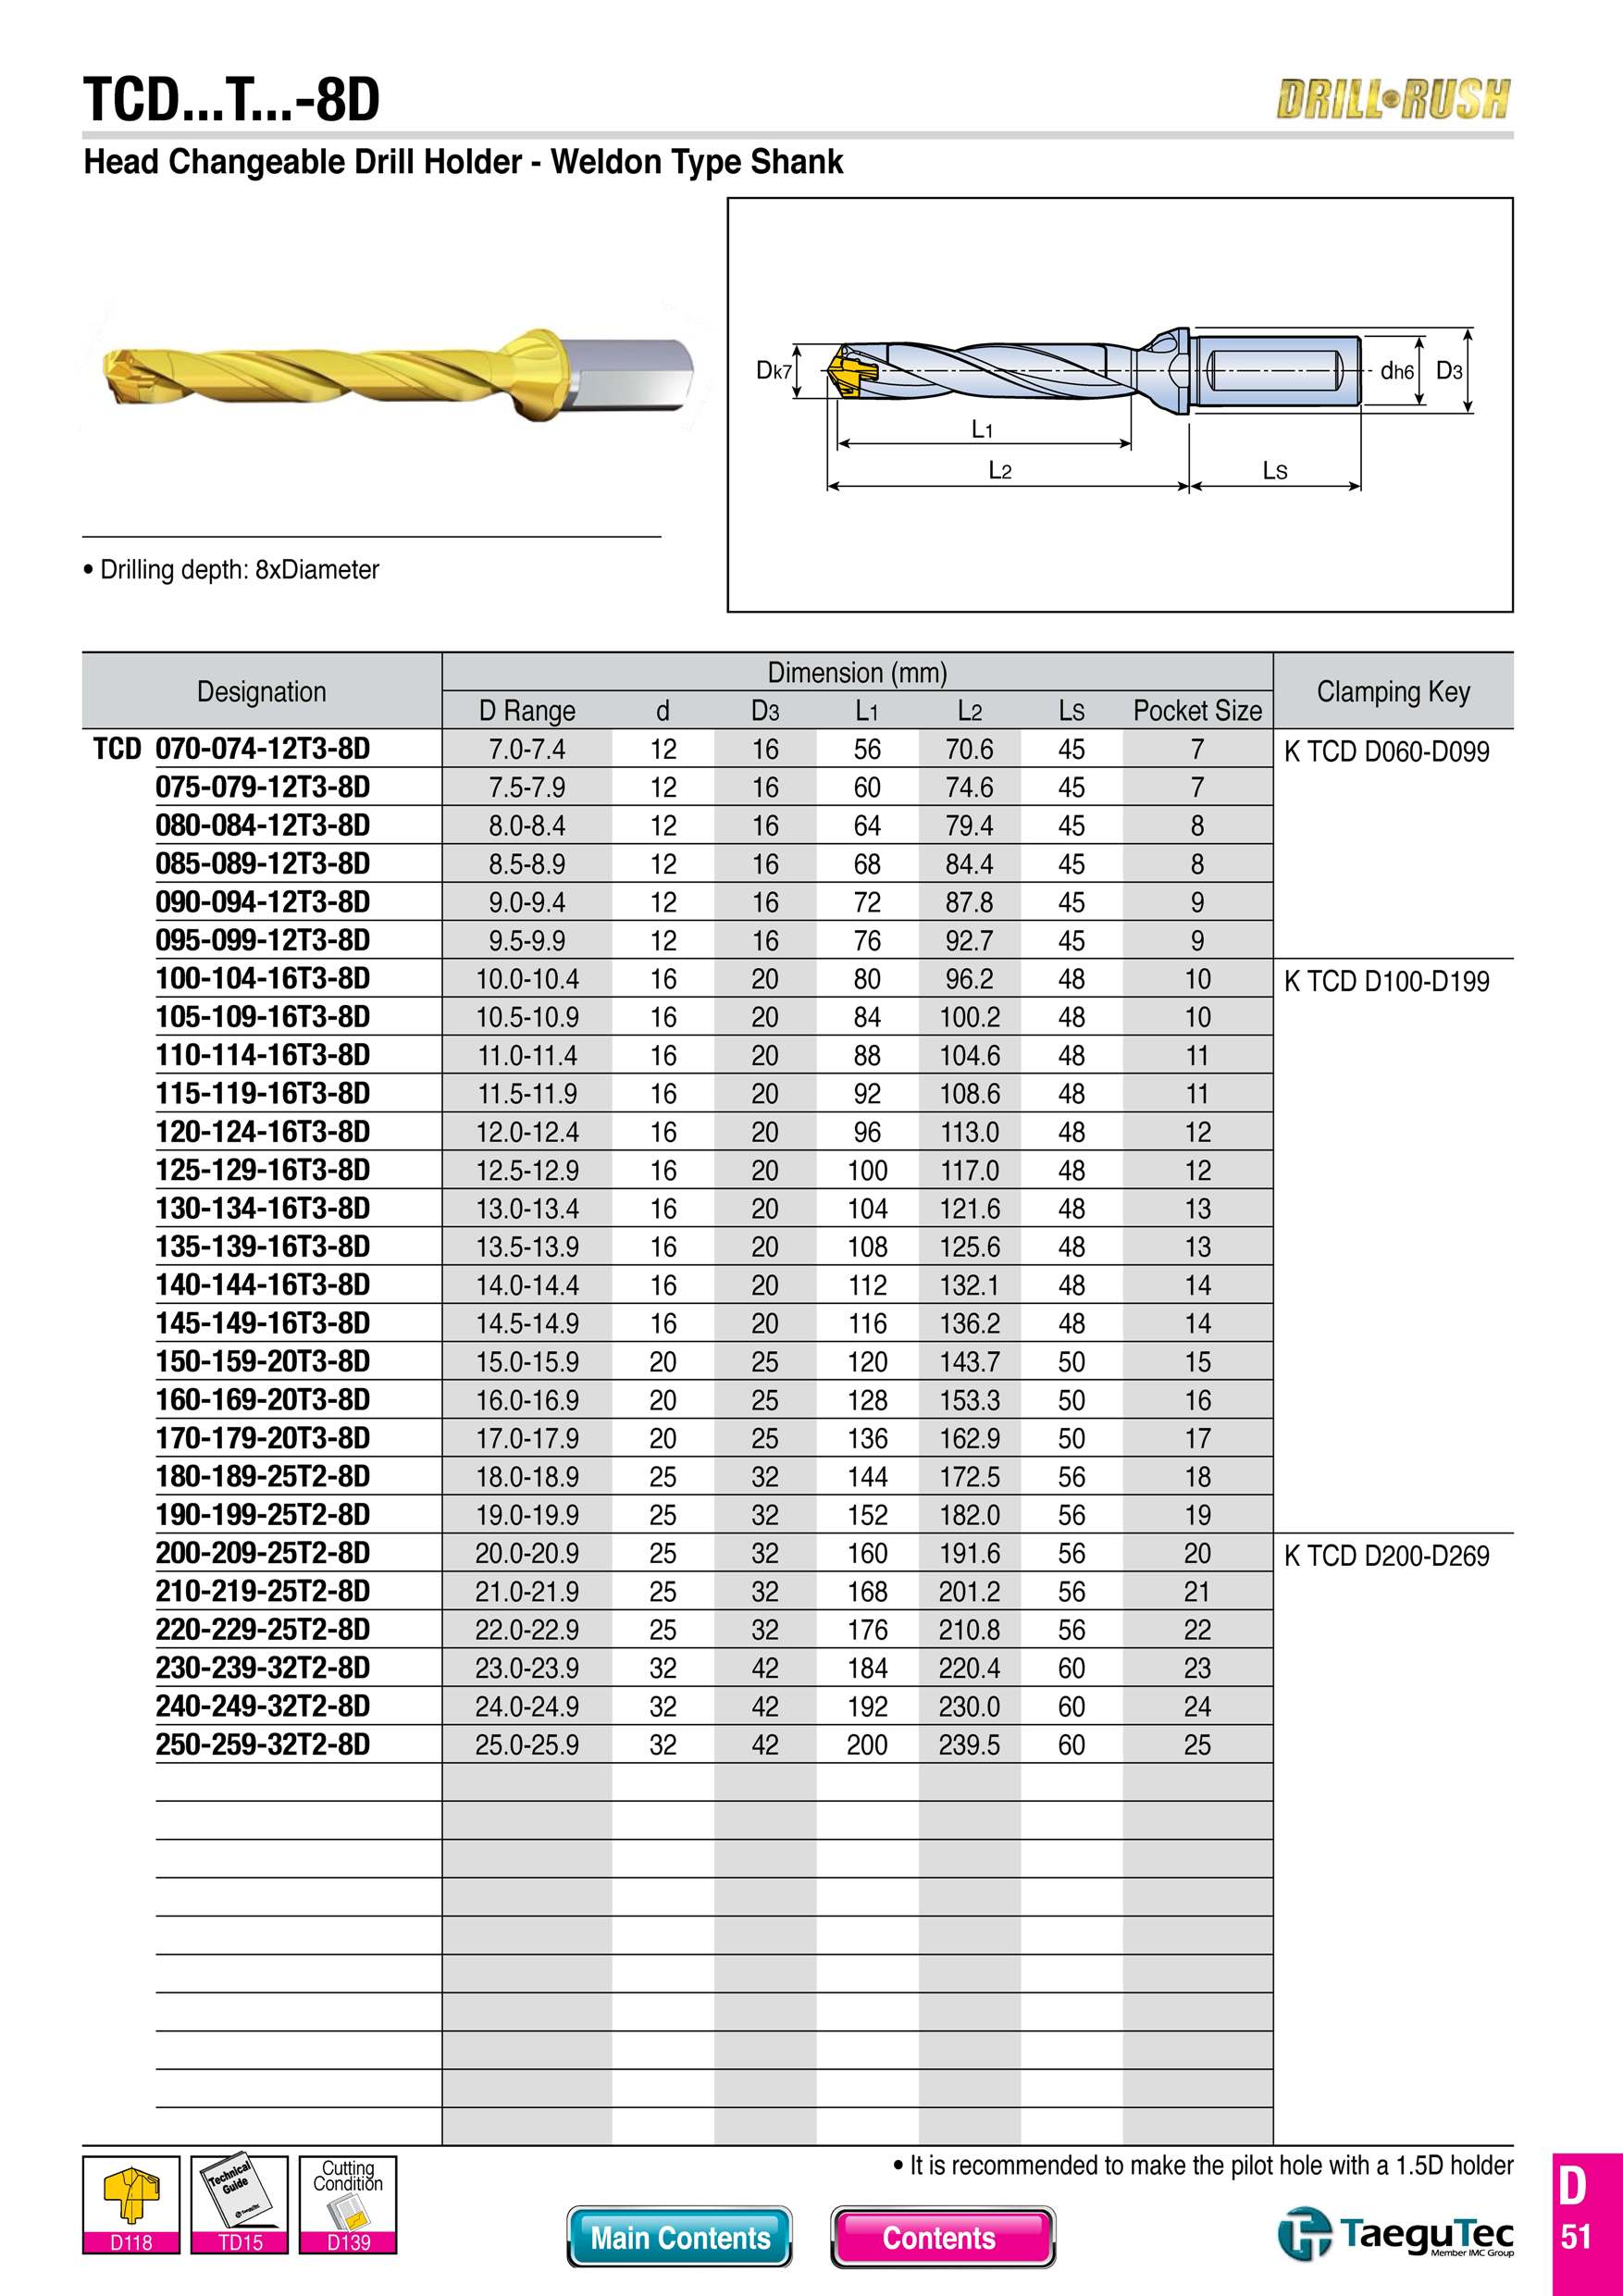 TCD...T...-8D
DRILL•RUSH
Head Changeable Drill Holder - Weldon Type Shank
Dk7
dh6
D3
L1
L2
LS
• Drilling depth: 8xDiameter
Designation
Dimension (mm)
Clamping Key
D Range d D3 L1 L2 LS Pocket Size
TCD 070-074-12T3-8D 7.0-7.4 12 16 56 70.6 45 7 K TCD D060-D099
075-079-12T3-8D 7.5-7.9 12 16 60 74.6 45 7
080-084-12T3-8D 8.0-8.4 12 16 64 79.4 45 8
085-089-12T3-8D 8.5-8.9 12 16 68 84.4 45 8
090-094-12T3-8D 9.0-9.4 12 16 72 87.8 45 9
095-099-12T3-8D 9.5-9.9 12 16 76 92.7 45 9
100-104-16T3-8D 10.0-10.4 16 20 80 96.2 48 10 K TCD D100-D199
105-109-16T3-8D 10.5-10.9 16 20 84 100.2 48 10
110-114-16T3-8D 11.0-11.4 16 20 88 104.6 48 11
115-119-16T3-8D 11.5-11.9 16 20 92 108.6 48 11
120-124-16T3-8D 12.0-12.4 16 20 96 113.0 48 12
125-129-16T3-8D 12.5-12.9 16 20 100 117.0 48 12
130-134-16T3-8D 13.0-13.4 16 20 104 121.6 48 13
135-139-16T3-8D 13.5-13.9 16 20 108 125.6 48 13
140-144-16T3-8D 14.0-14.4 16 20 112 132.1 48 14
145-149-16T3-8D 14.5-14.9 16 20 116 136.2 48 14
150-159-20T3-8D 15.0-15.9 20 25 120 143.7 50 15
160-169-20T3-8D 16.0-16.9 20 25 128 153.3 50 16
170-179-20T3-8D 17.0-17.9 20 25 136 162.9 50 17
180-189-25T2-8D 18.0-18.9 25 32 144 172.5 56 18
190-199-25T2-8D 19.0-19.9 25 32 152 182.0 56 19
200-209-25T2-8D 20.0-20.9 25 32 160 191.6 56 20 K TCD D200-D269
210-219-25T2-8D 21.0-21.9 25 32 168 201.2 56 21
220-229-25T2-8D 22.0-22.9 25 32 176 210.8 56 22
230-239-32T2-8D 23.0-23.9 32 42 184 220.4 60 23
240-249-32T2-8D 24.0-24.9 32 42 192 230.0 60 24
250-259-32T2-8D 25.0-25.9 32 42 200 239.5 60 25
• It is recommended to make the pilot hole with a 1.5D holder
D118
Technical
Guide
TaeguTec
TD15
Cutting
Condition
D139
Main Contents
Contents
TaeguTec
Member IMC Group
D
51